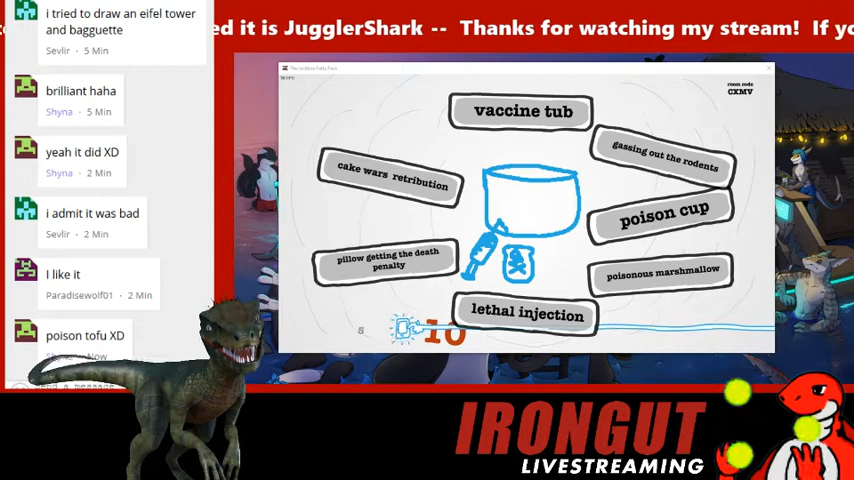 i tried to draw an eifel tower
and bagguette
Sevlir · 5 Min
brilliant haha
Shyna · 5 Min
yeah it did XD
Shyna · 2 Min
i admit it was bad
Sevlir · 2 Min
I like it
Paradisewolf01 · 2 Min
poison tofu XD
Now
ed it is JugglerShark -- Thanks for watching my stream! If yo
room code
CXMV
vaccine tub
gassing out the rodents
cake wars retribution
poison cup
pillow getting the death
penalty
poisonous marshmallow
lethal injection
8
10
IRONGUT
LIVESTREAMING